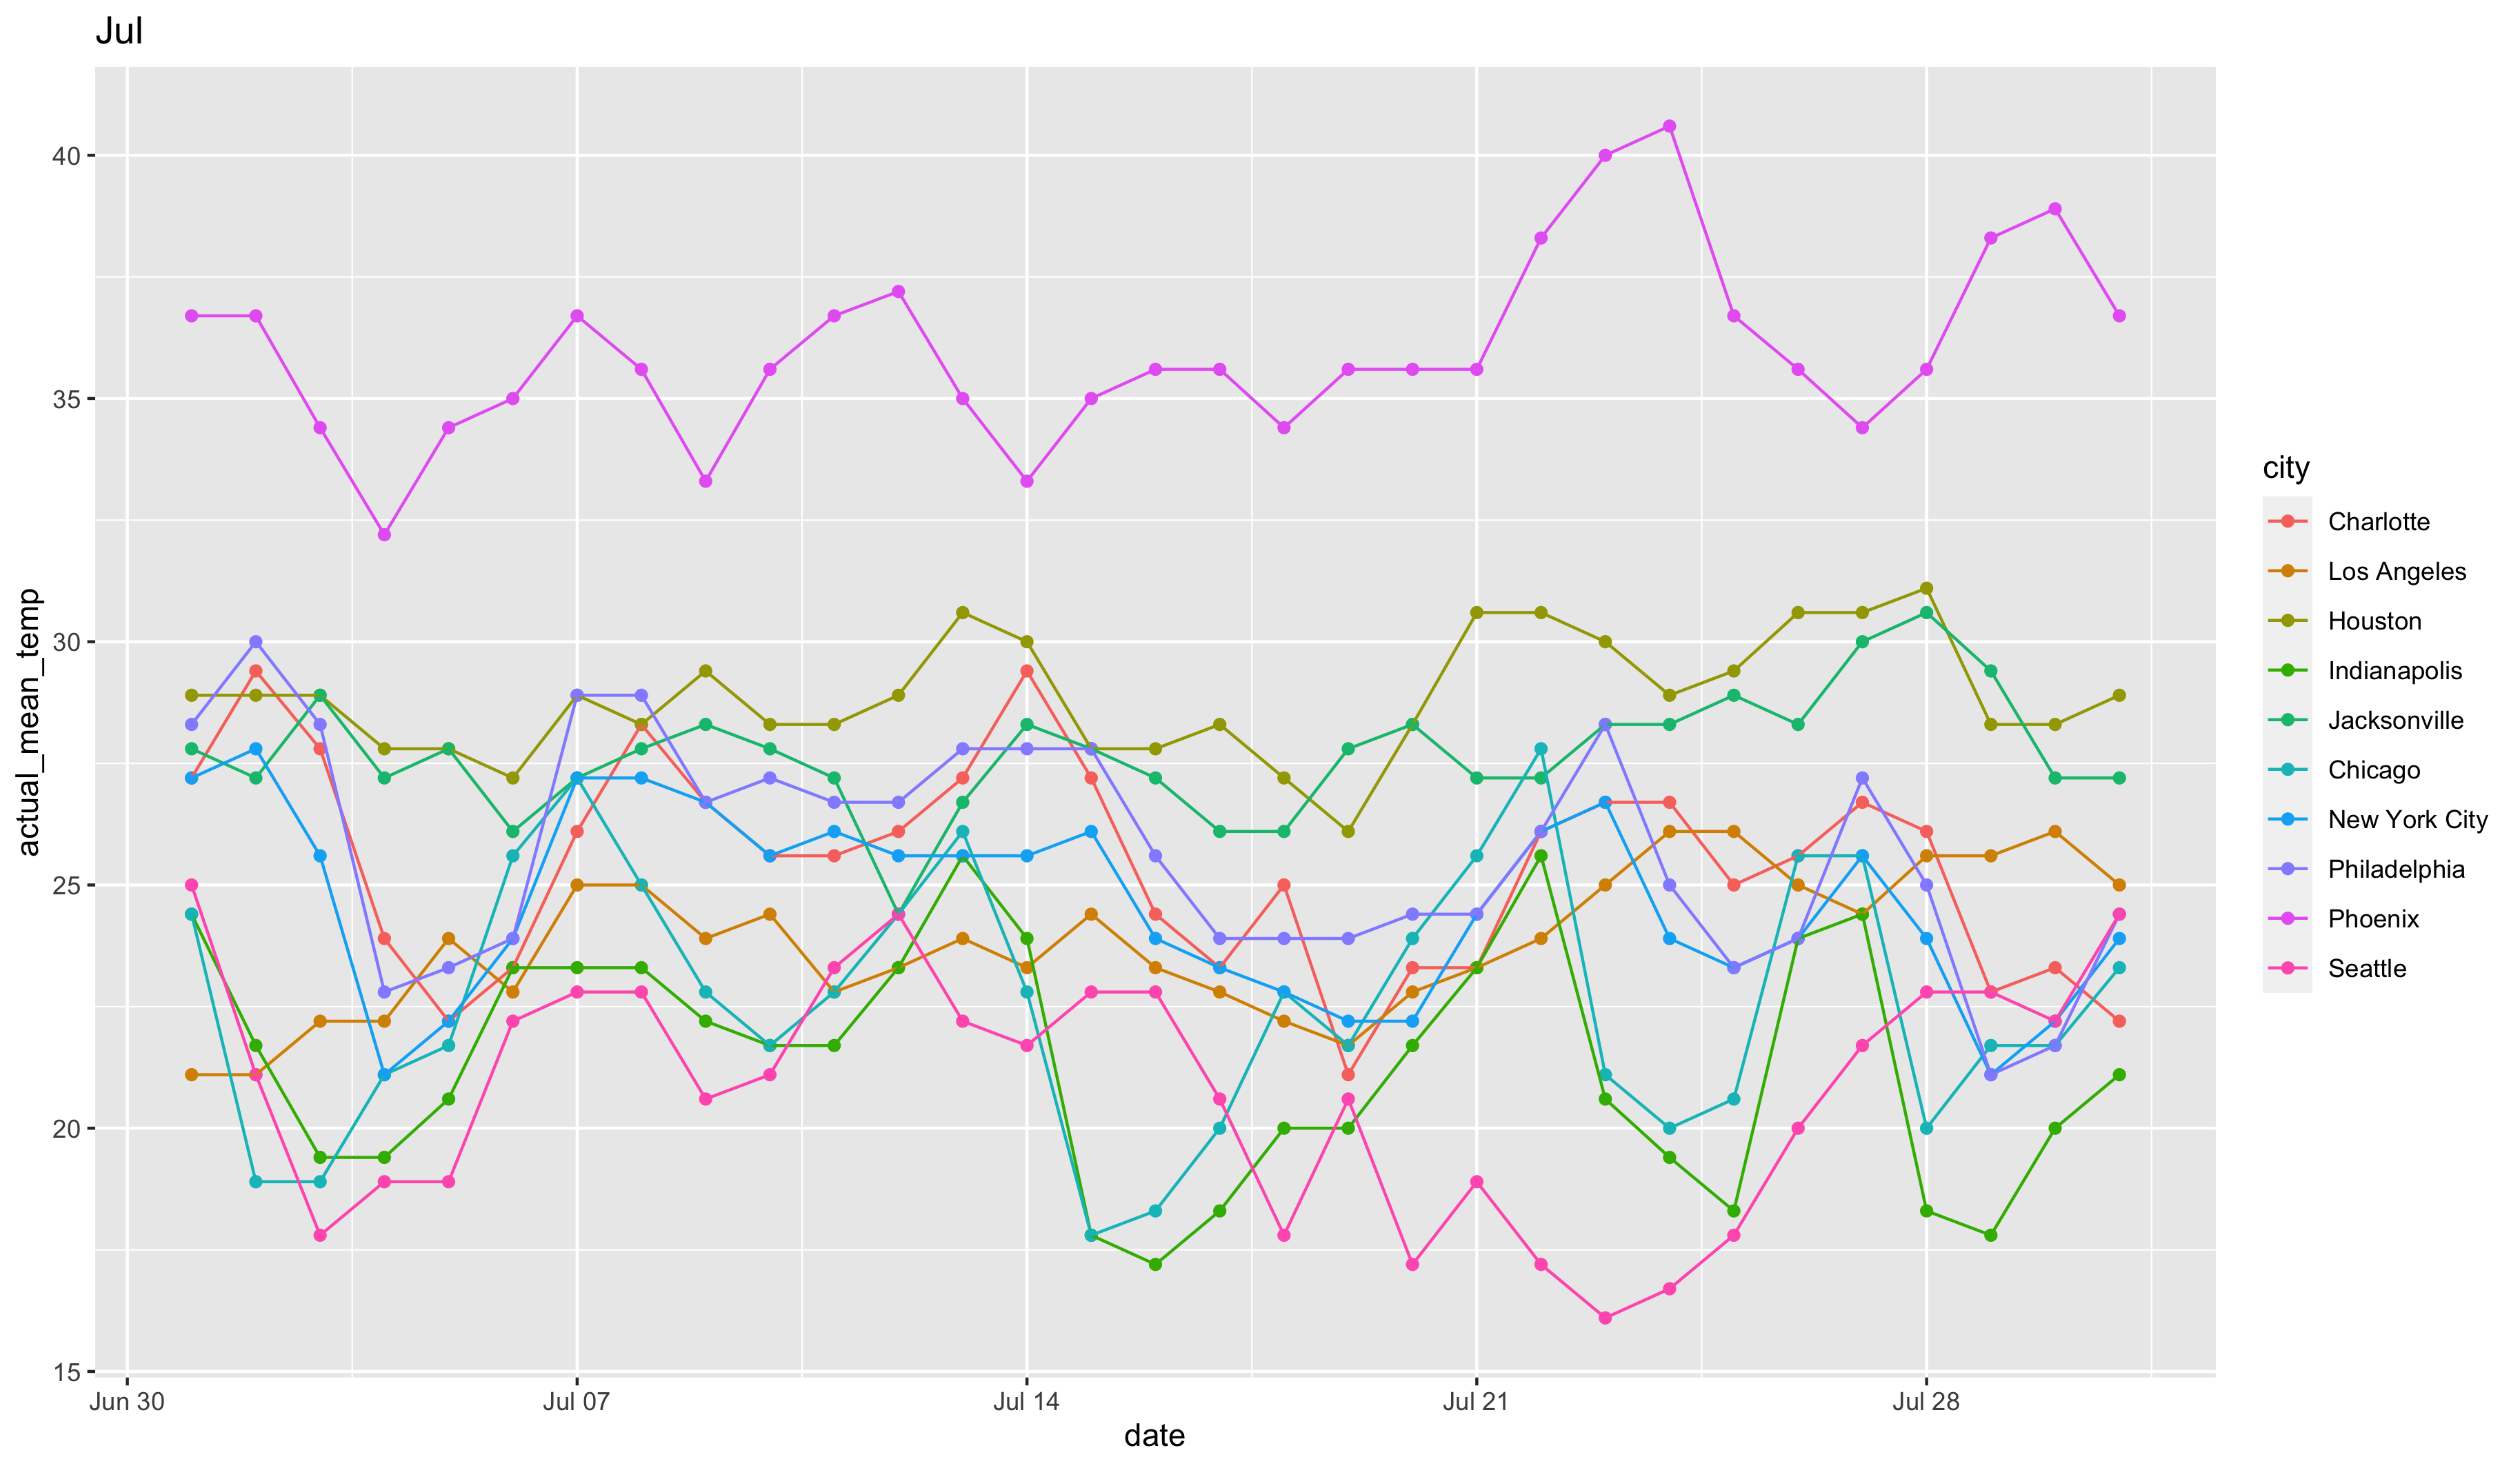 Jul
actual_mean_temp
40
35
30
25
20
15
Jun 30
Jul 07
Jul 14
Jul 21
Jul 28
date
city
Charlotte
Los Angeles
Houston
Indianapolis
Jacksonville
Chicago
New York City
Philadelphia
Phoenix
Seattle